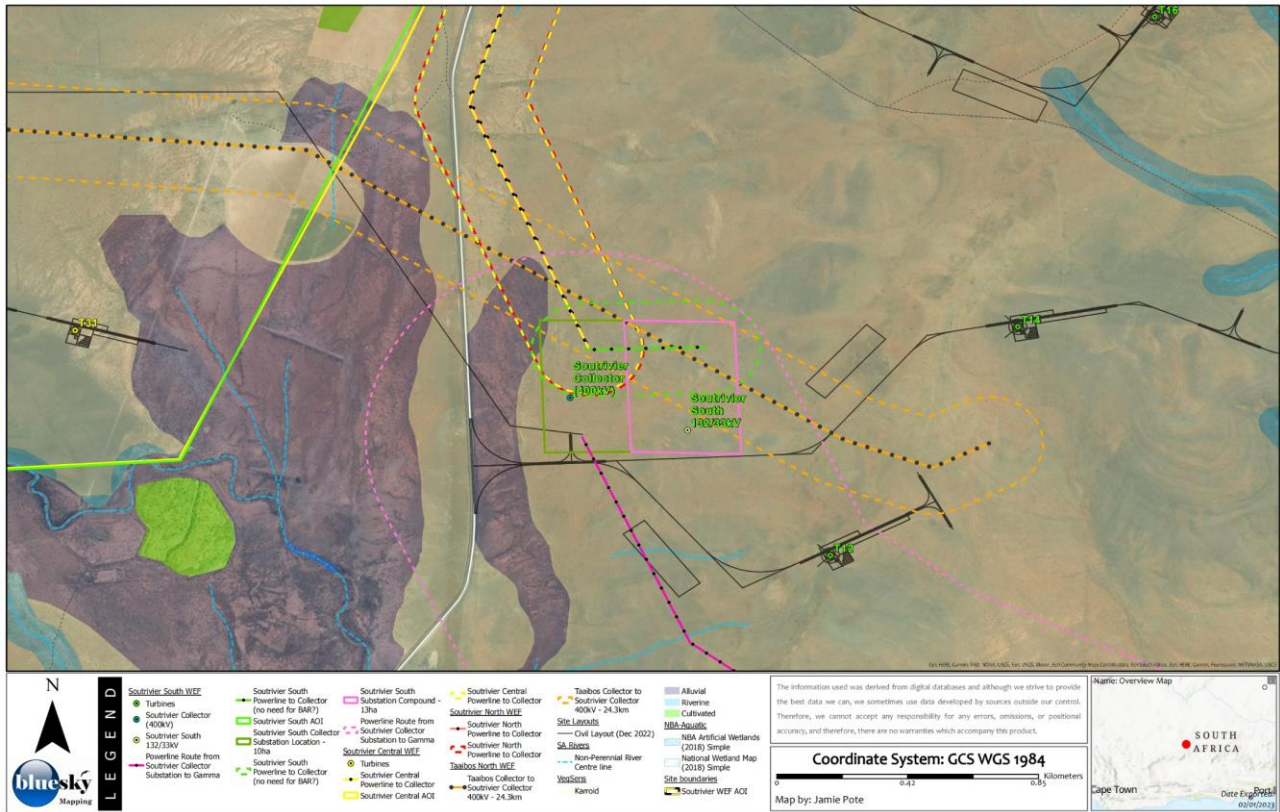 T16
T31
T14
Soutrivier
Collector
(400kV)
Soutrivier
South
132/33kV
T12
N
bluesky
Mapping
LEGEND
Soutrivier South WEF
Turbines
Soutrivier Collector
(400kV)
Soutrivier South
132/33kV
Powerline Route from
Soutrivier Collector
Substation to Gamma
Soutrivier South
Powerline to Collector
(no need for BAR?)
Soutrivier South AOI
Soutrivier South Collector
Substation Location -
10ha
Soutrivier South
Powerline to Collector
(no need for BAR?)
Soutrivier South
Substation Compound -
13ha
Powerline Route from
Soutrivier Collector
Substation to Gamma
Soutrivier Central WEF
Turbines
Soutrivier Central
Powerline to Collector
Soutrivier Central AOI
Soutrivier Central
Powerline to Collector
Soutrivier North WEF
Soutrivier North
Powerline to Collector
Soutrivier North
Powerline to Collector
Taaibos North WEF
Taaibos Collector to
Soutrivier Collector
400kV - 24.3km
Taaibos Collector to
Soutrivier Collector
400kV - 24.3km
Site Layouts
Civil Layout (Dec 2022)
SA Rivers
Non-Perennial River
Centre line
VegSens
Karroid
Alluvial
Riverine
Cultivated
NBA-Aquatic
NBA Artificial Wetlands
(2018) Simple
National Wetland Map
(2018) Simple
Site boundaries
Soutrivier WEF AOI
The information used was derived from digital databases and although we strive to provide
the best data we can, we sometimes use data developed by sources outside our control.
Therefore, we cannot accept any responsibility for any errors, omissions, or positional
accuracy, and therefore, there are no warranties which accompany this product.
Coordinate System: GCS WGS 1984
0 0.42 0.85 Kilometers
Map by: Jamie Pote
Name: Overview Map
SOUTH
AFRICA
Cape Town
Port
Date Exported:
02/01/2023